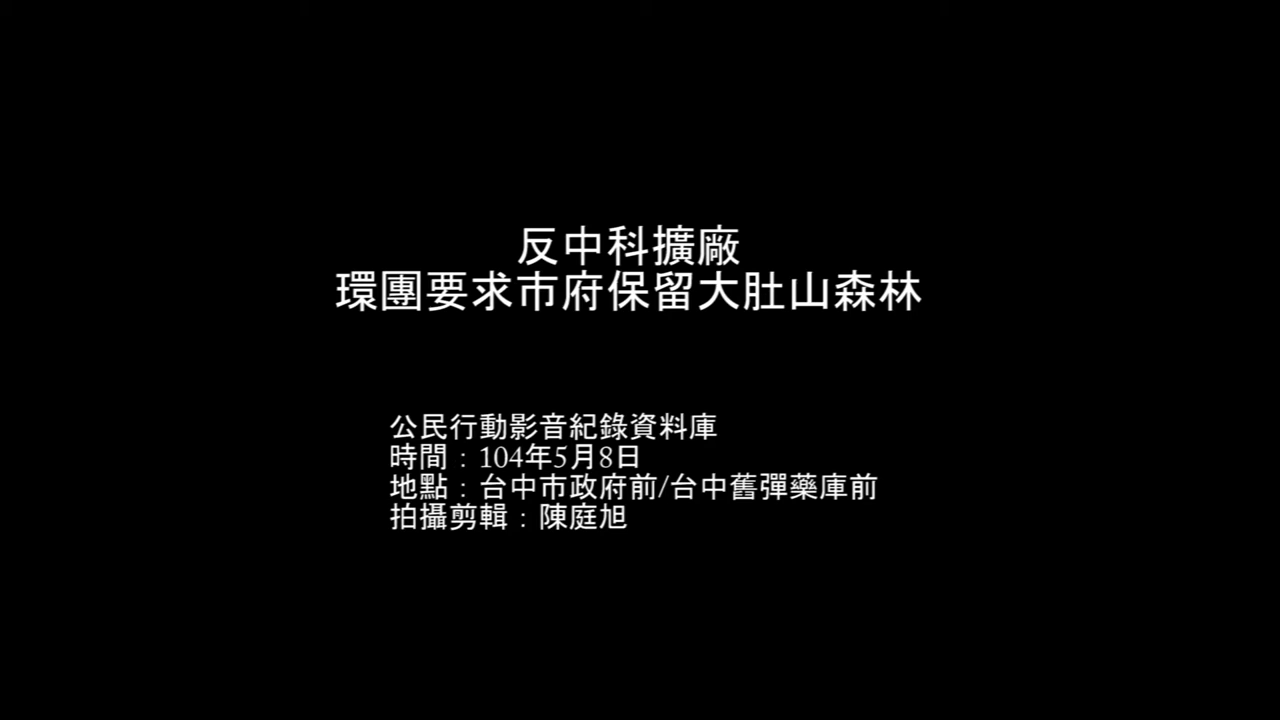 反中科擴廠
環團要求市府保留大肚山森林
公民行動影音紀錄資料庫
時間：104年5月8日
地點：台中市政府前/台中舊彈藥庫前
拍攝剪輯：陳庭旭